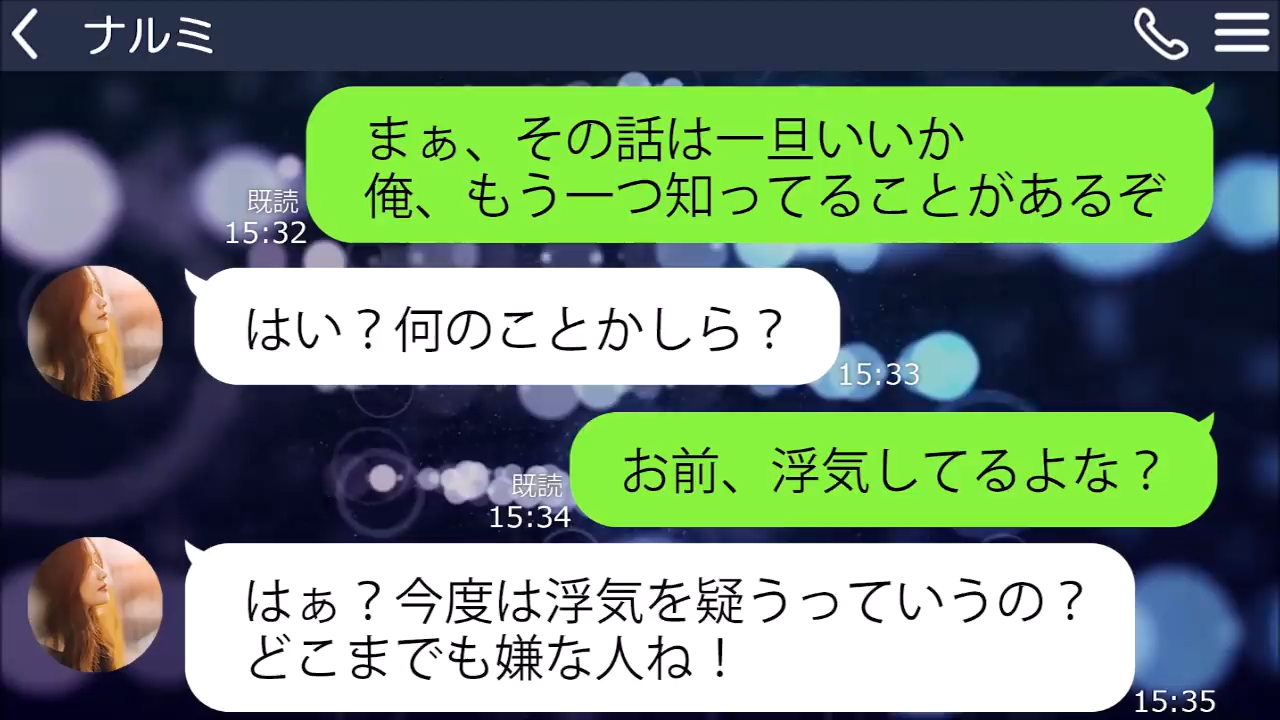 ナルミ
まぁ、その話は一旦いいか
俺、もう一つ知ってることがあるぞ
既読
15:32
はい？何のことかしら？
15:33
お前、浮気してるよな？
既読
15:34
はぁ？今度は浮気を疑うっていうの？
どこまでも嫌な人ね！
15:35